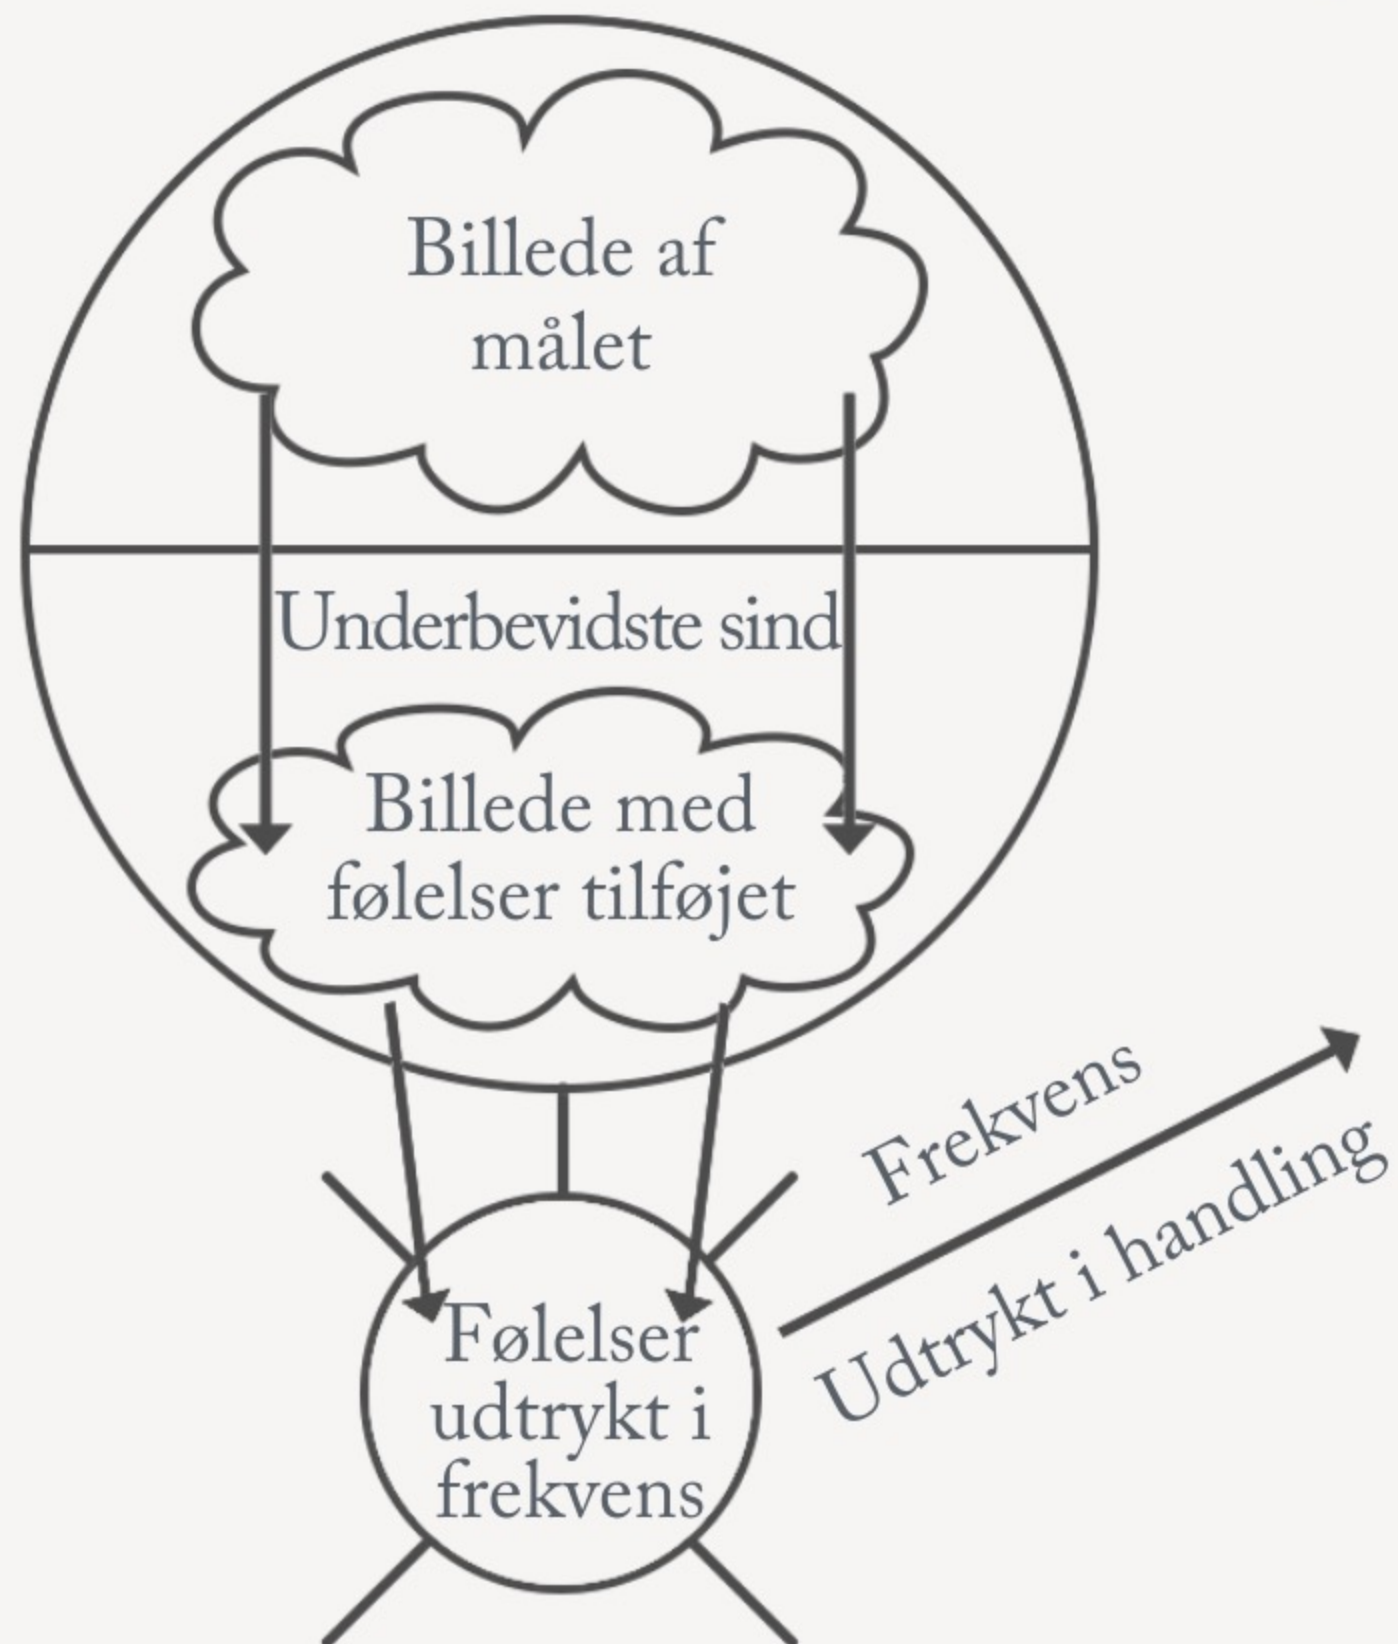 Billede af
målet
Underbevidste sind
Billede med
følelser tilføjet
Frekvens
Udtrykt i handling
Følelser
udtrykt i
frekvens